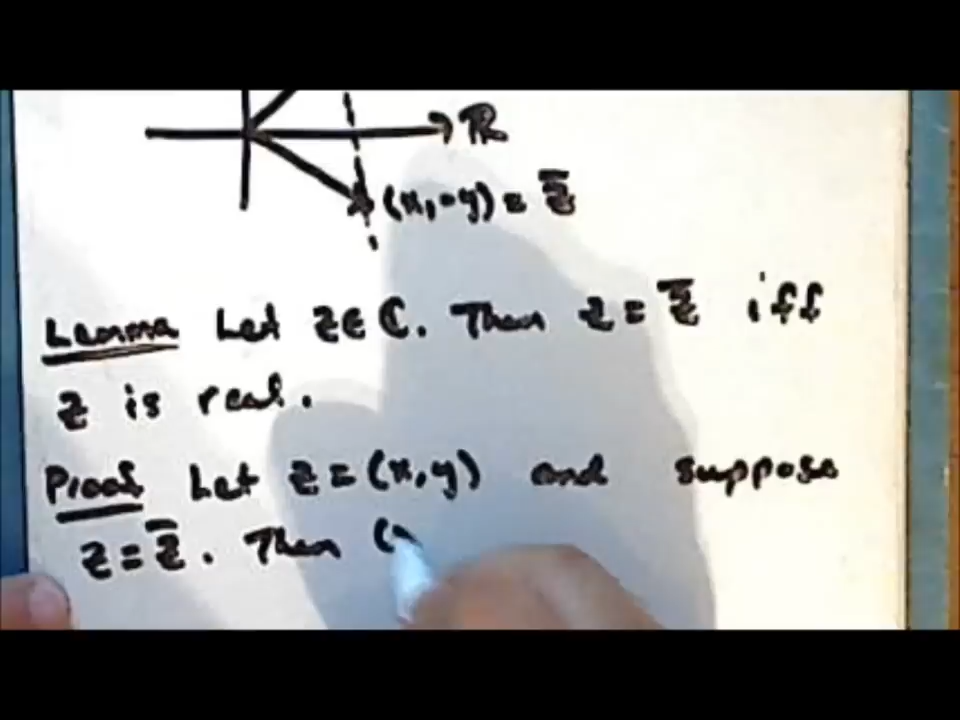 ℝ
(x,-y) = z̅
Lemma Let z ∈ ℂ. Then z = z̅ iff
z is real.
Proof Let z = (x,y) and suppose
z = z̅. Then (